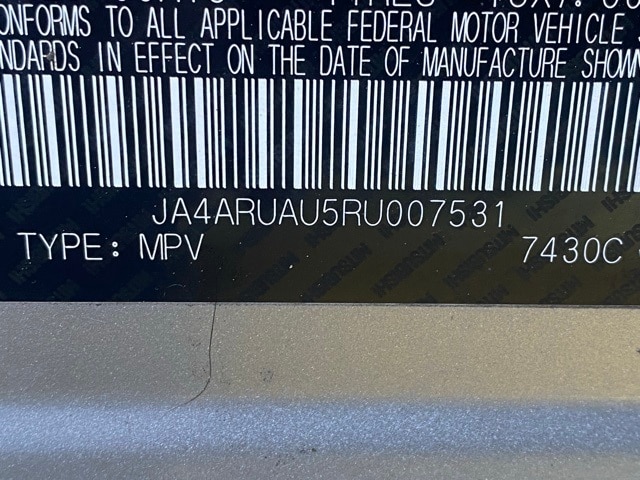 ONFORMS TO ALL APPLICABLE FEDERAL MOTOR VEHICLE S
NDARDS IN EFFECT ON THE DATE OF MANUFACTURE SHOWN
JA4ARUAU5RU007531
TYPE: MPV 7430C